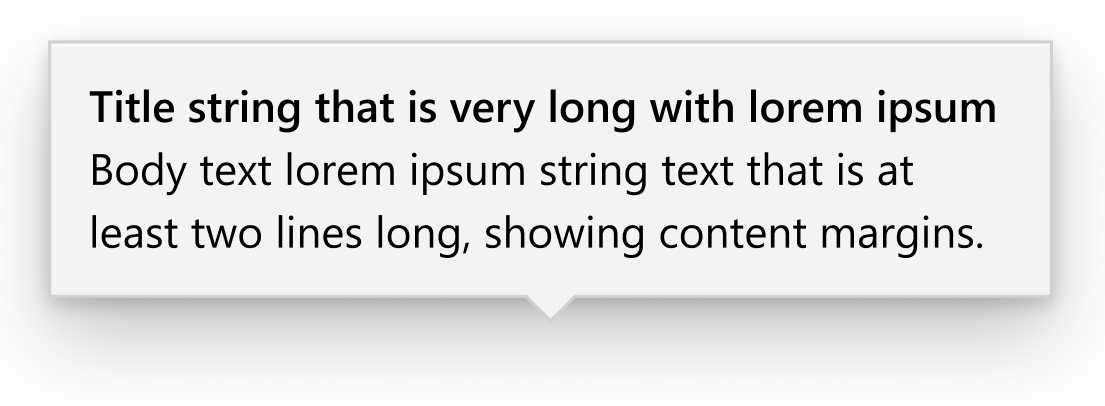 Title string that is very long with lorem ipsum
Body text lorem ipsum string text that is at
least two lines long, showing content margins.